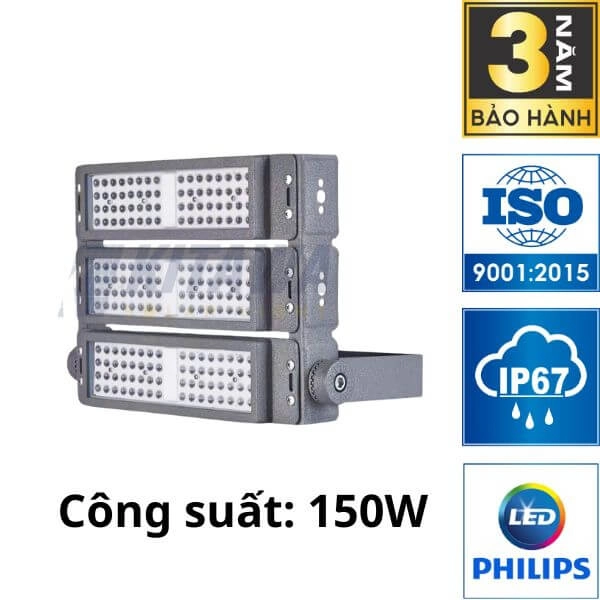 3 NĂM
BẢO HÀNH
ISO
9001:2015
IP67
LED
PHILIPS
Công suất: 150W